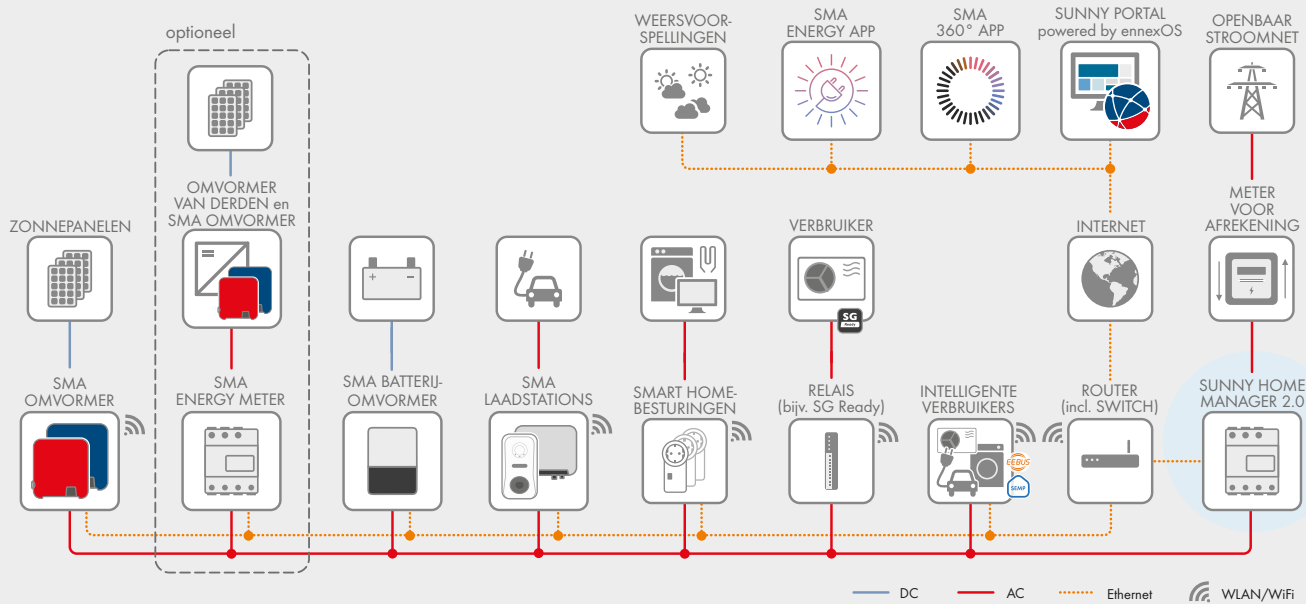 optioneel
WEERSVOOR-
SPELLINGEN
SMA
ENERGY APP
SMA
360° APP
SUNNY PORTAL
powered by ennexOS
OPENBAAR
STROOMNET
ZONNEPANELEN
OMVORMER
VAN DERDEN en
SMA OMVORMER
VERBRUIKER
SG
Ready
INTERNET
METER
VOOR
AFREKENING
SMA
OMVORMER
SMA
ENERGY METER
SMA BATTERIJ-
OMVORMER
SMA
LAADSTATIONS
SMART HOME-
BESTURINGEN
RELAIS
(bijv. SG Ready)
INTELLIGENTE
VERBRUIKERS
EEBUS
SEMP
ROUTER
(incl. SWITCH)
SUNNY HOME
MANAGER 2.0
DC
AC
Ethernet
WLAN/WiFi